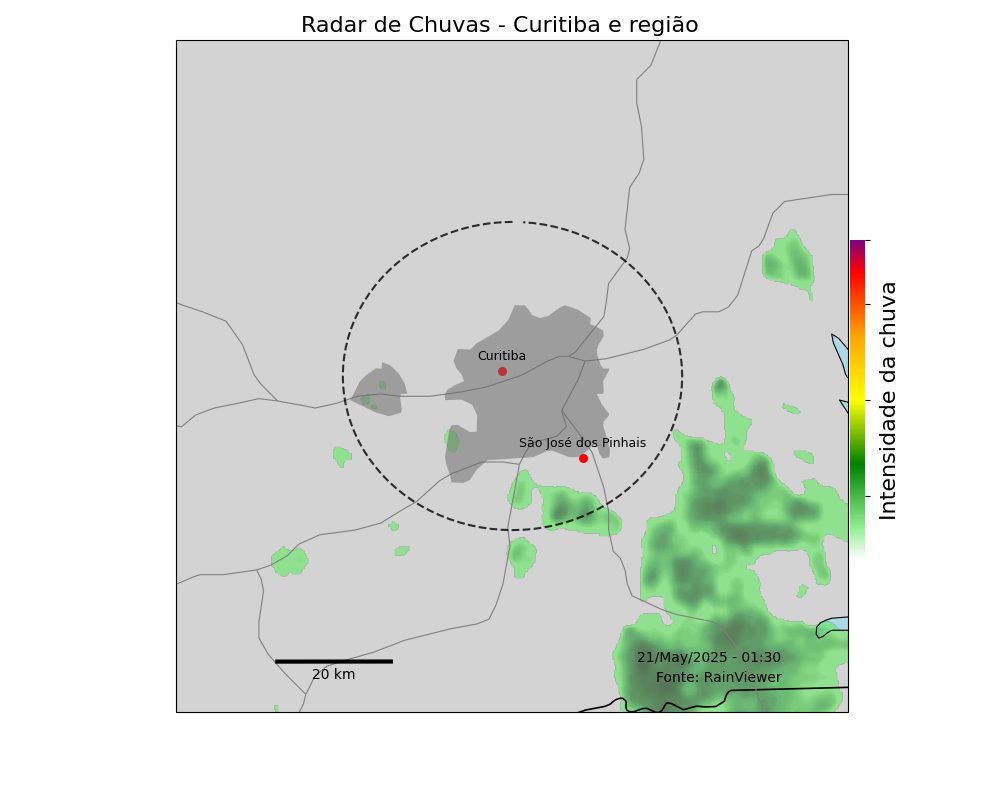 Radar de Chuvas - Curitiba e região
Curitiba
São José dos Pinhais
Intensidade da chuva
21/May/2025 - 01:30
Fonte: RainViewer
20 km